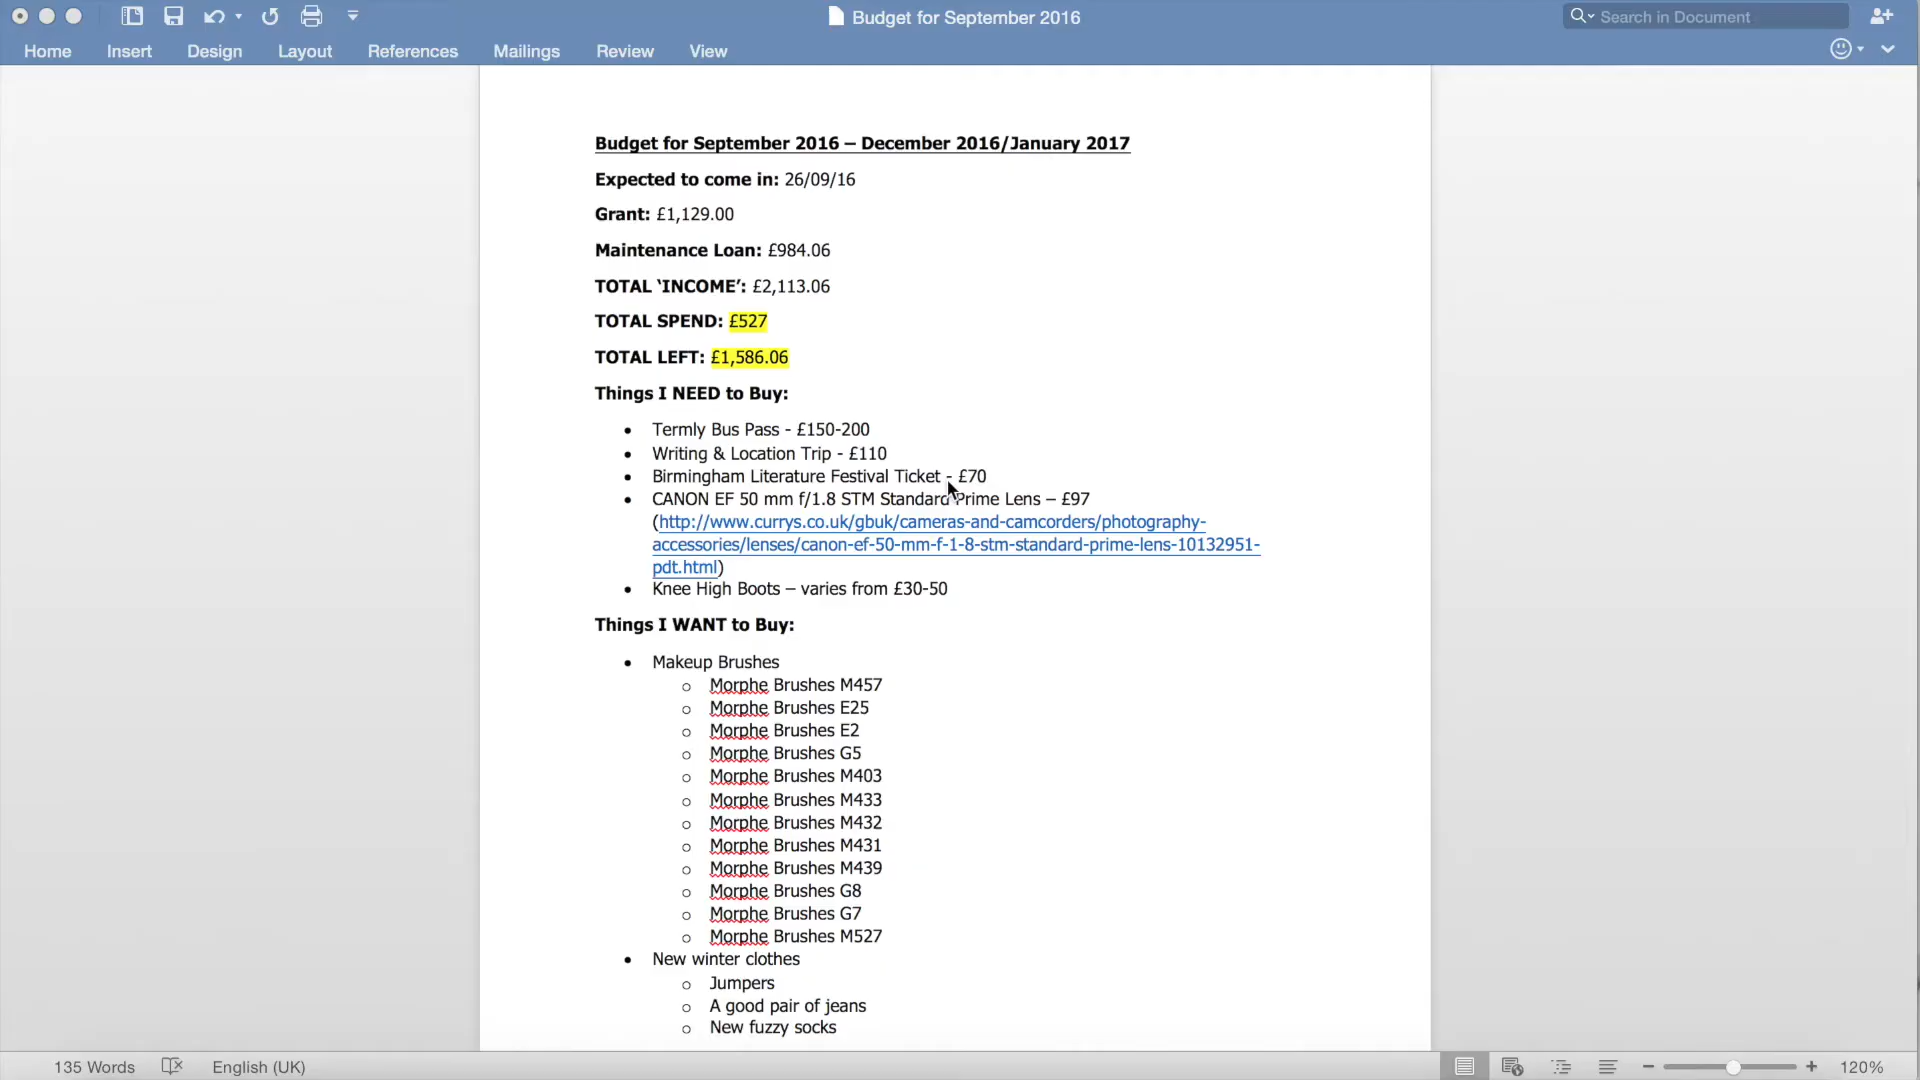 Budget for September 2016
Search in Document
Home Insert Design Layout References Mailings Review View
Budget for September 2016 – December 2016/January 2017
Expected to come in: 26/09/16
Grant: £1,129.00
Maintenance Loan: £984.06
TOTAL ‘INCOME’: £2,113.06
TOTAL SPEND: £527
TOTAL LEFT: £1,586.06
Things I NEED to Buy:
• Termly Bus Pass - £150-200
• Writing & Location Trip - £110
• Birmingham Literature Festival Ticket - £70
• CANON EF 50 mm f/1.8 STM Standard Prime Lens – £97
(http://www.currys.co.uk/gbuk/cameras-and-camcorders/photography-
accessories/lenses/canon-ef-50-mm-f-1-8-stm-standard-prime-lens-10132951-
pdt.html)
• Knee High Boots – varies from £30-50
Things I WANT to Buy:
• Makeup Brushes
o Morphe Brushes M457
o Morphe Brushes E25
o Morphe Brushes E2
o Morphe Brushes G5
o Morphe Brushes M403
o Morphe Brushes M433
o Morphe Brushes M432
o Morphe Brushes M431
o Morphe Brushes M439
o Morphe Brushes G8
o Morphe Brushes G7
o Morphe Brushes M527
• New winter clothes
o Jumpers
o A good pair of jeans
o New fuzzy socks
135 Words English (UK) 120%